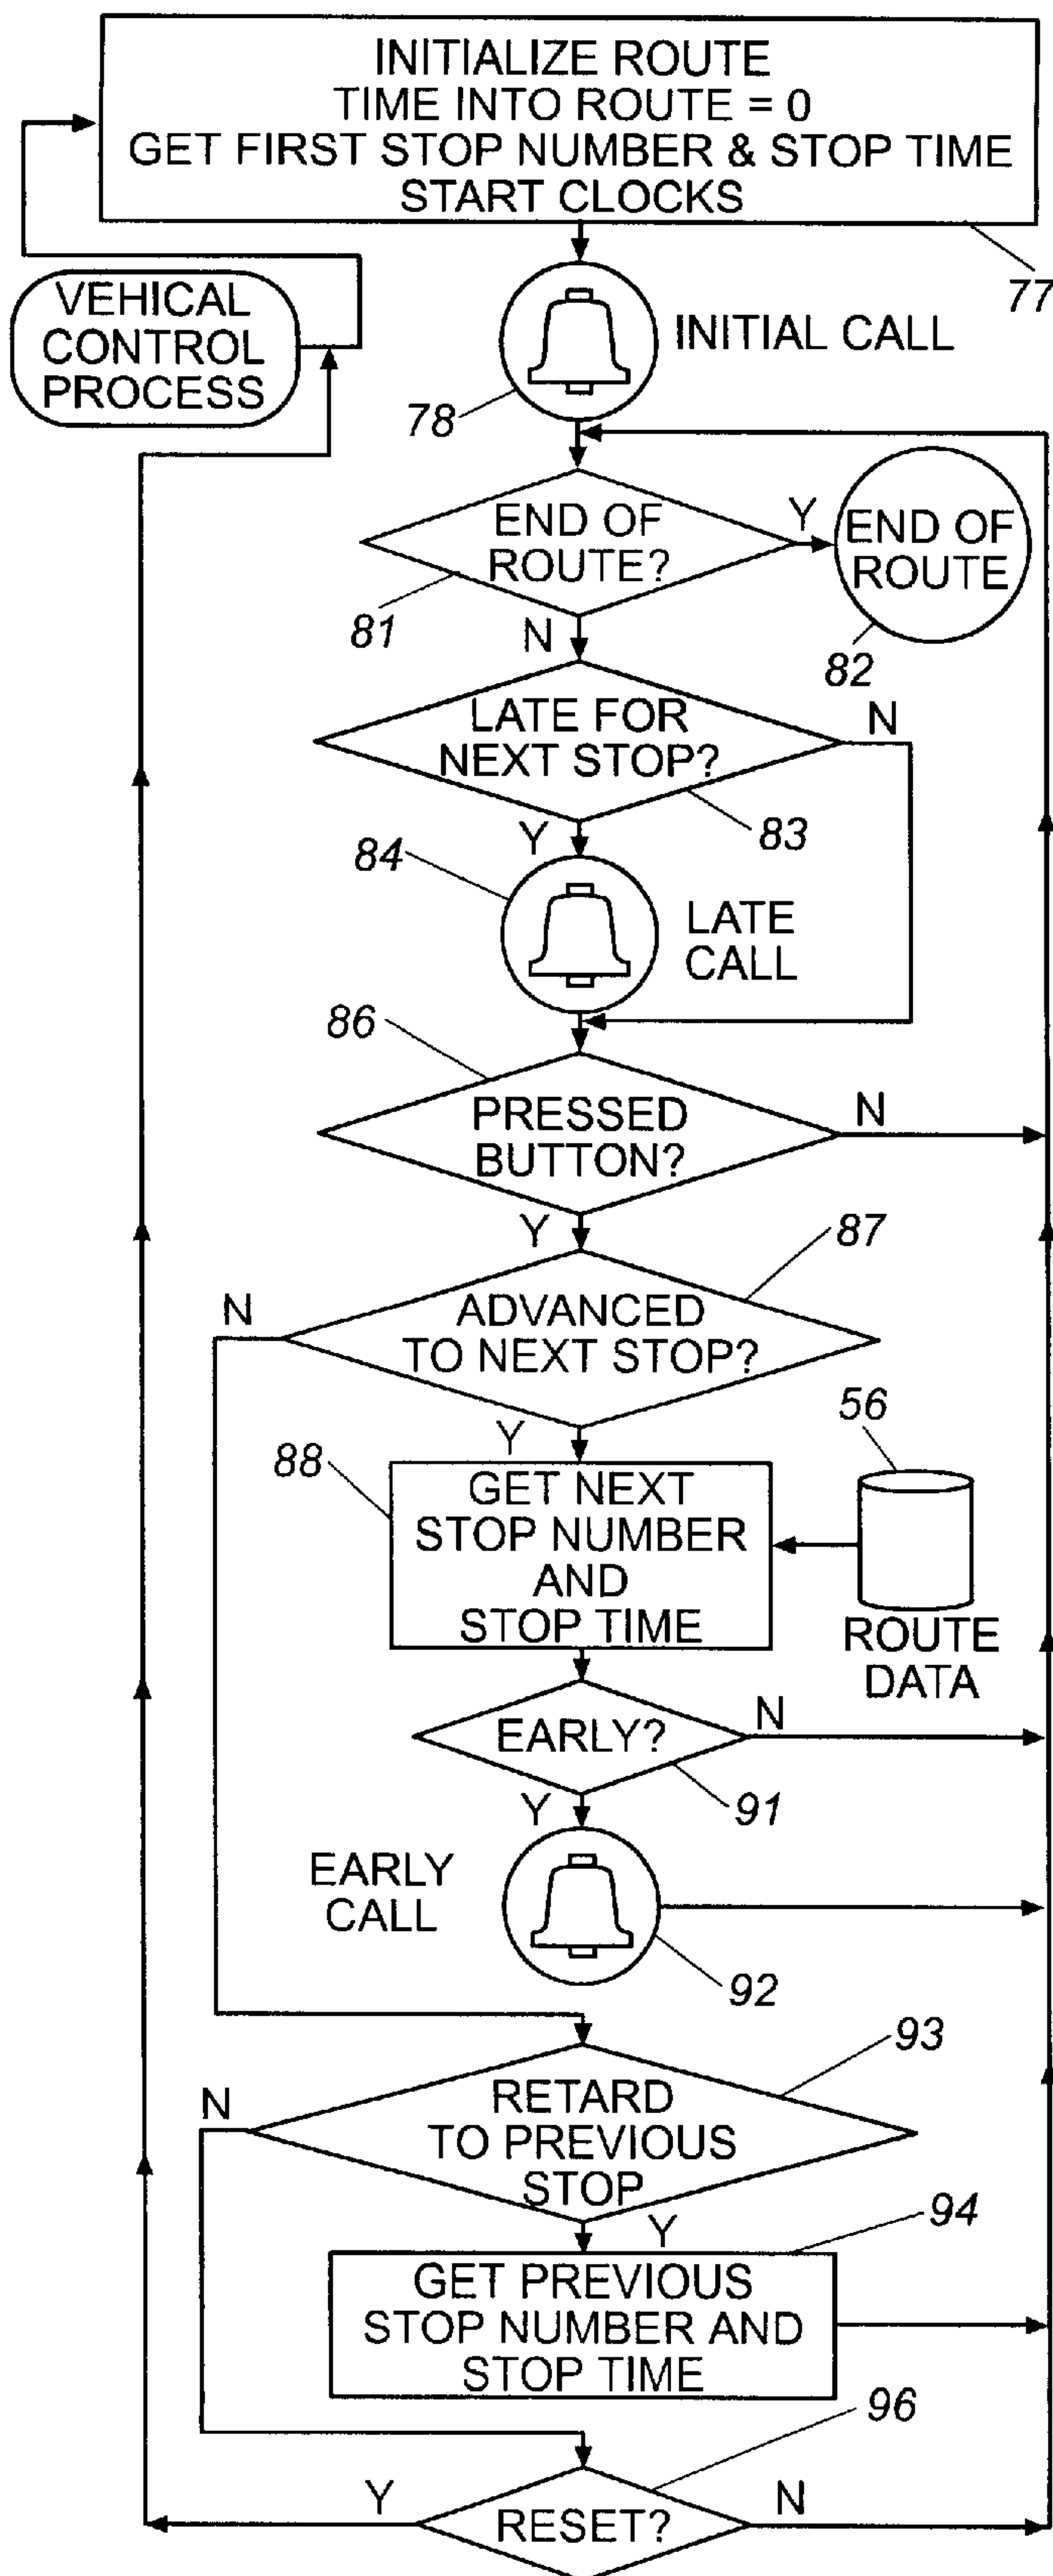 INITIALIZE ROUTE
TIME INTO ROUTE = 0
GET FIRST STOP NUMBER & STOP TIME
START CLOCKS
77
VEHICAL
CONTROL
PROCESS
INITIAL CALL
78
END OF
ROUTE?
Y
END OF
ROUTE
81
N
82
LATE FOR
NEXT STOP?
N
83
Y
84
LATE
CALL
86
PRESSED
BUTTON?
N
Y
87
N
ADVANCED
TO NEXT STOP?
56
Y
88
GET NEXT
STOP NUMBER
AND
STOP TIME
ROUTE
DATA
EARLY?
N
91
Y
EARLY
CALL
92
93
N
RETARD
TO PREVIOUS
STOP
Y
94
GET PREVIOUS
STOP NUMBER AND
STOP TIME
96
Y
RESET?
N